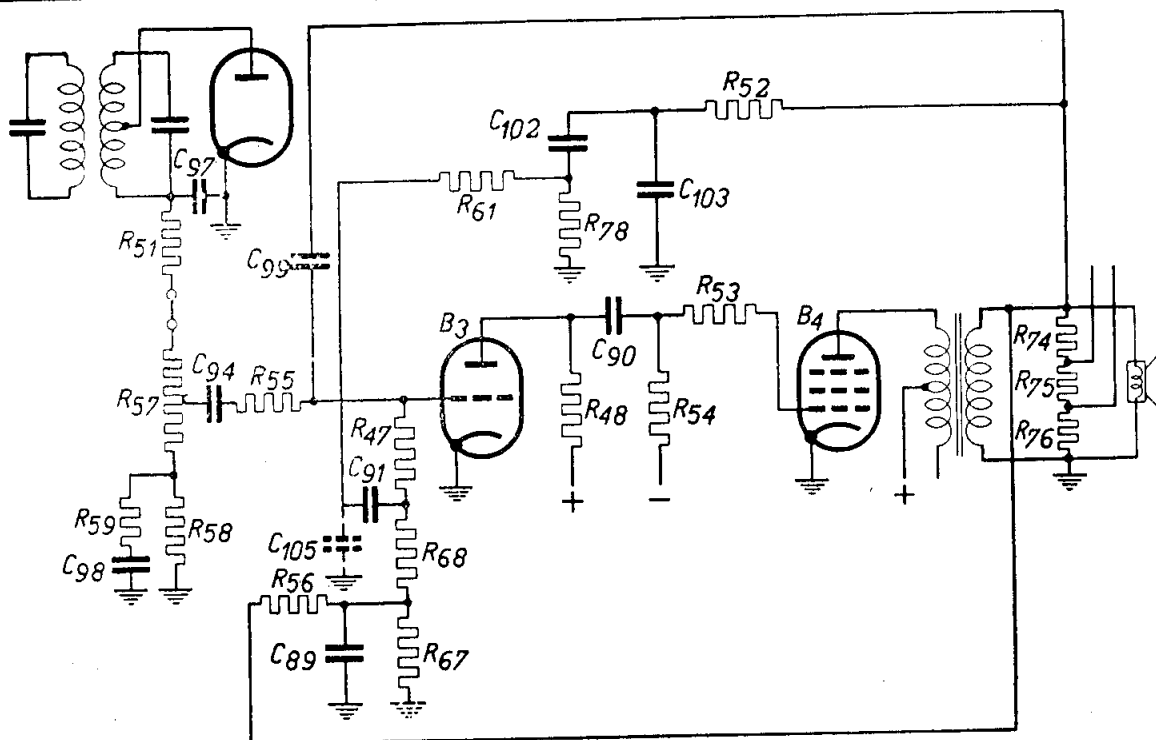 R52
C102
C97
R61
C103
R51
R78
C99
R53
B3
B4
C90
R74
C94
R55
R75
R57
R48
R54
R47
R76
C91
+
−
+
R59
R58
C105
R68
C98
R56
C89
R67